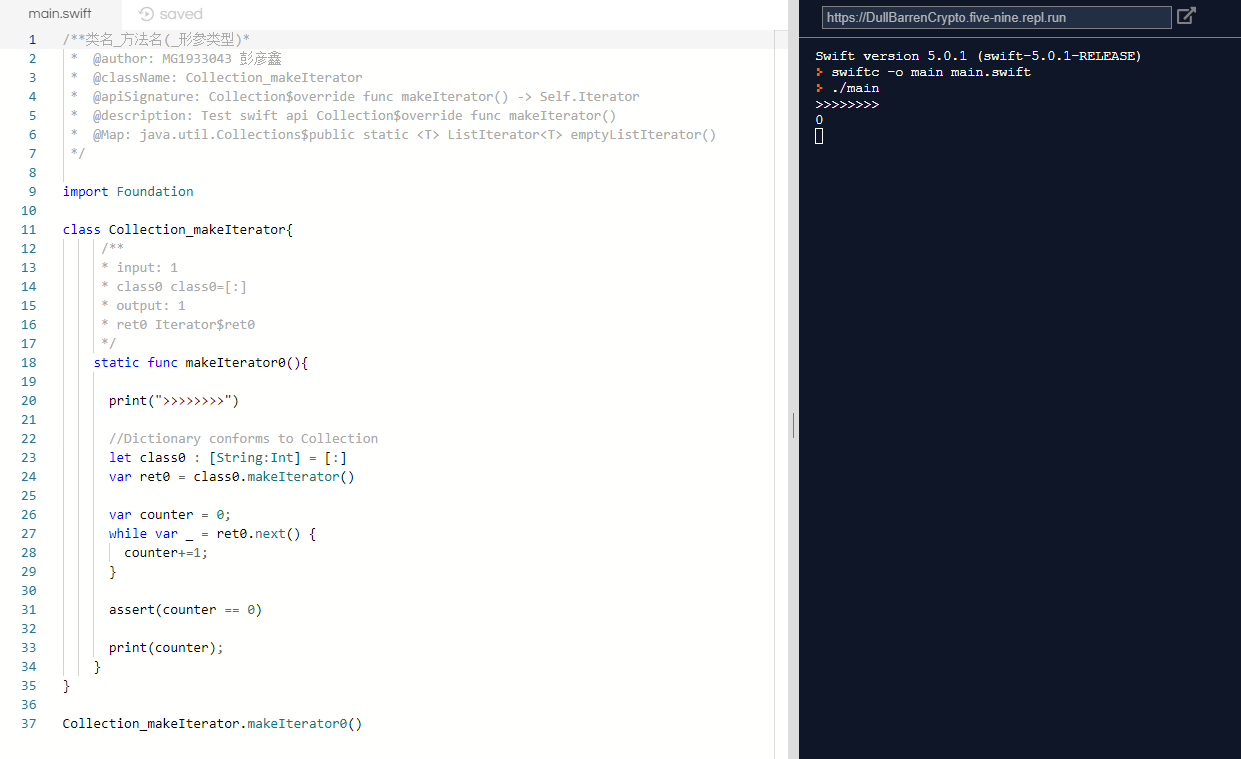 main.swift
saved
1 /**类名_方法名(_形参类型)*
2 * @author: MG1933043 彭彦鑫
3 * @className: Collection_makeIterator
4 * @apiSignature: Collection$override func makeIterator() -> Self.Iterator
5 * @description: Test swift api Collection$override func makeIterator()
6 * @Map: java.util.Collections$public static <T> ListIterator<T> emptyListIterator()
7 */
8
9 import Foundation
10
11 class Collection_makeIterator{
12 /**
13 * input: 1
14 * class0 class0=[:]
15 * output: 1
16 * ret0 Iterator$ret0
17 */
18 static func makeIterator0(){
19
20 print(">>>>>>>>")
21
22 //Dictionary conforms to Collection
23 let class0 : [String:Int] = [:]
24 var ret0 = class0.makeIterator()
25
26 var counter = 0;
27 while var _ = ret0.next() {
28 counter+=1;
29 }
30
31 assert(counter == 0)
32
33 print(counter);
34 }
35 }
36
37 Collection_makeIterator.makeIterator0()
https://DullBarrenCrypto.five-nine.repl.run
Swift version 5.0.1 (swift-5.0.1-RELEASE)
> swiftc -o main main.swift
> ./main
>>>>>>>>
0